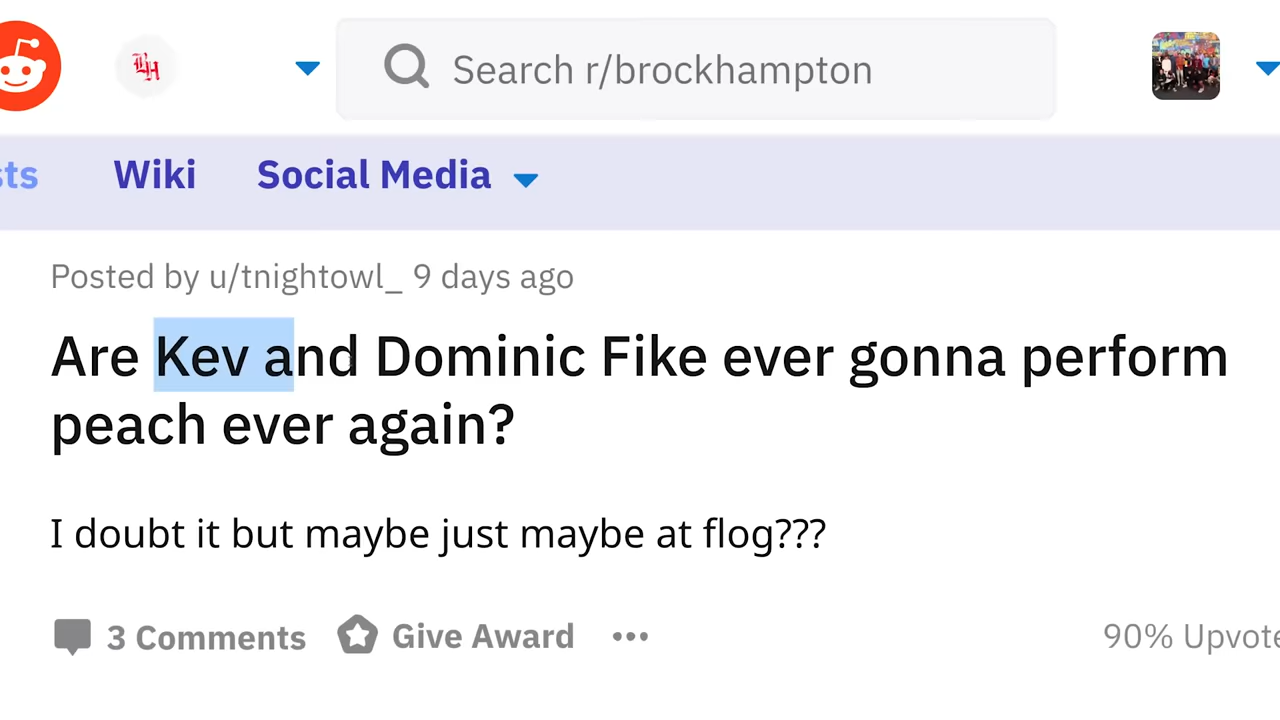 BH
Search r/brockhampton
sts Wiki Social Media
Posted by u/tnightowl_ 9 days ago
Are Kev and Dominic Fike ever gonna perform
peach ever again?
I doubt it but maybe just maybe at flog???
3 Comments Give Award •••
90% Upvote